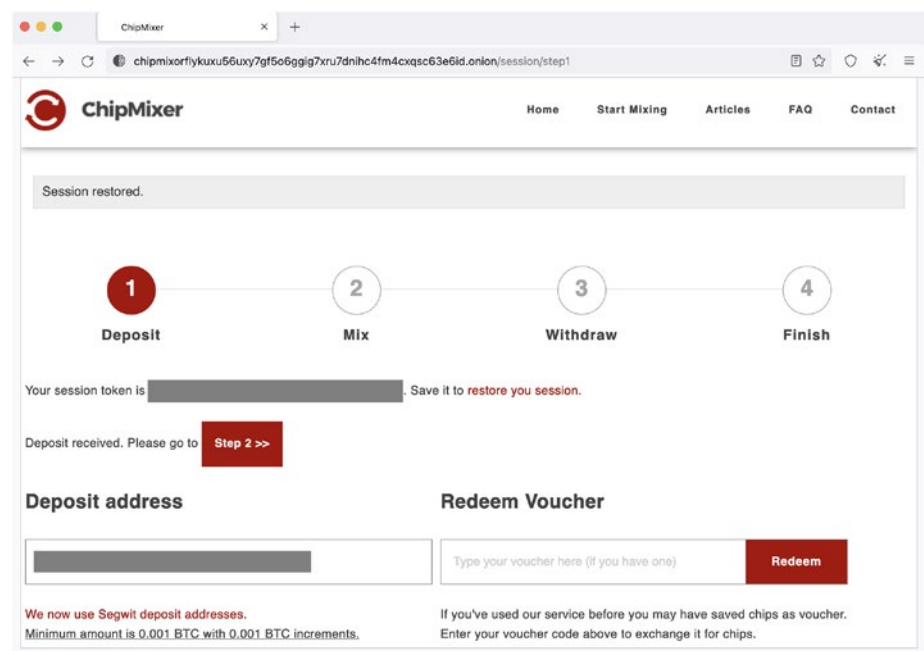 ChipMixer
chipmixorflykuxu56uxy7gf5o6ggig7xru7dnihc4fm4cxqsc63e6id.onion/session/step1
ChipMixer
Home Start Mixing Articles FAQ Contact
Session restored.
1 2 3 4
Deposit Mix Withdraw Finish
Your session token is . Save it to restore you session.
Deposit received. Please go to Step 2 >>
Deposit address Redeem Voucher
Type your voucher here (if you have one) Redeem
We now use Segwit deposit addresses. If you've used our service before you may have saved chips as voucher.
Minimum amount is 0.001 BTC with 0.001 BTC increments. Enter your voucher code above to exchange it for chips.